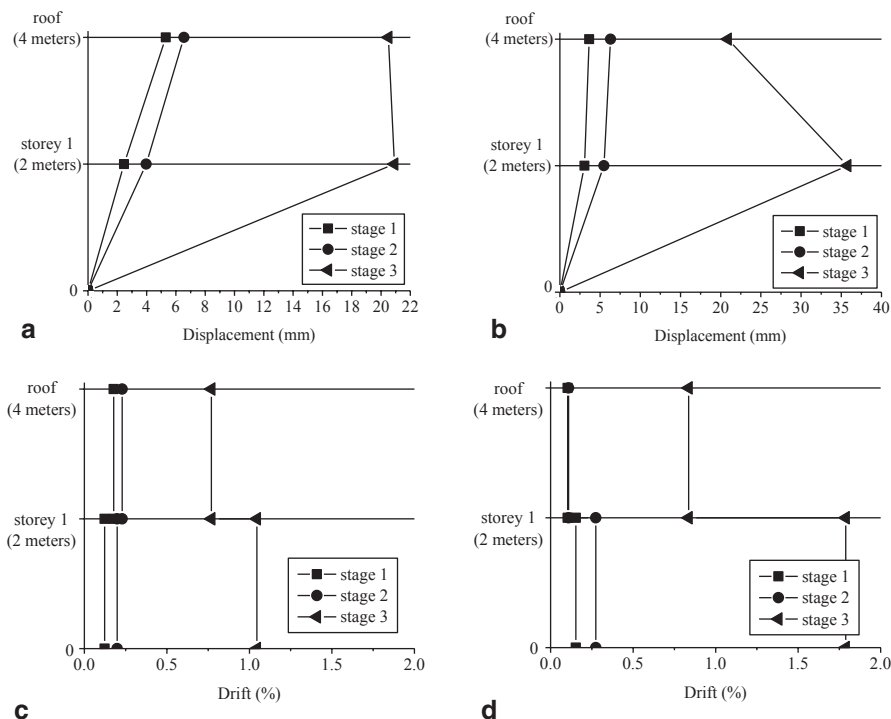 roof
(4 meters)
storey 1
(2 meters)
0
stage 1
stage 2
stage 3
0 2 4 6 8 10 12 14 16 18 20 22
a
Displacement (mm)
roof
(4 meters)
storey 1
(2 meters)
0
stage 1
stage 2
stage 3
0 5 10 15 20 25 30 35 40
b
Displacement (mm)
roof
(4 meters)
storey 1
(2 meters)
0
stage 1
stage 2
stage 3
0.0 0.5 1.0 1.5 2.0
c
Drift (%)
roof
(4 meters)
storey 1
(2 meters)
0
stage 1
stage 2
stage 3
0.0 0.5 1.0 1.5 2.0
d
Drift (%)